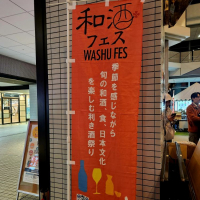 和酒
フェス
WASHU FES
季節を感じながら
旬の和酒、食、日本文化
を楽しむ利き酒祭り